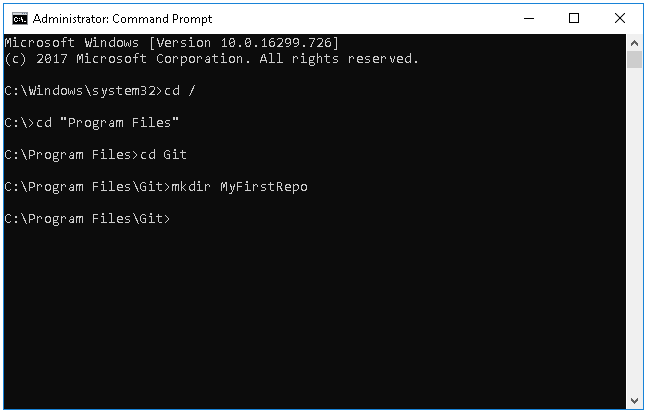 Administrator: Command Prompt
Microsoft Windows [Version 10.0.16299.726]
(c) 2017 Microsoft Corporation. All rights reserved.
C:\Windows\system32>cd /
C:\>cd "Program Files"
C:\Program Files>cd Git
C:\Program Files\Git>mkdir MyFirstRepo
C:\Program Files\Git>